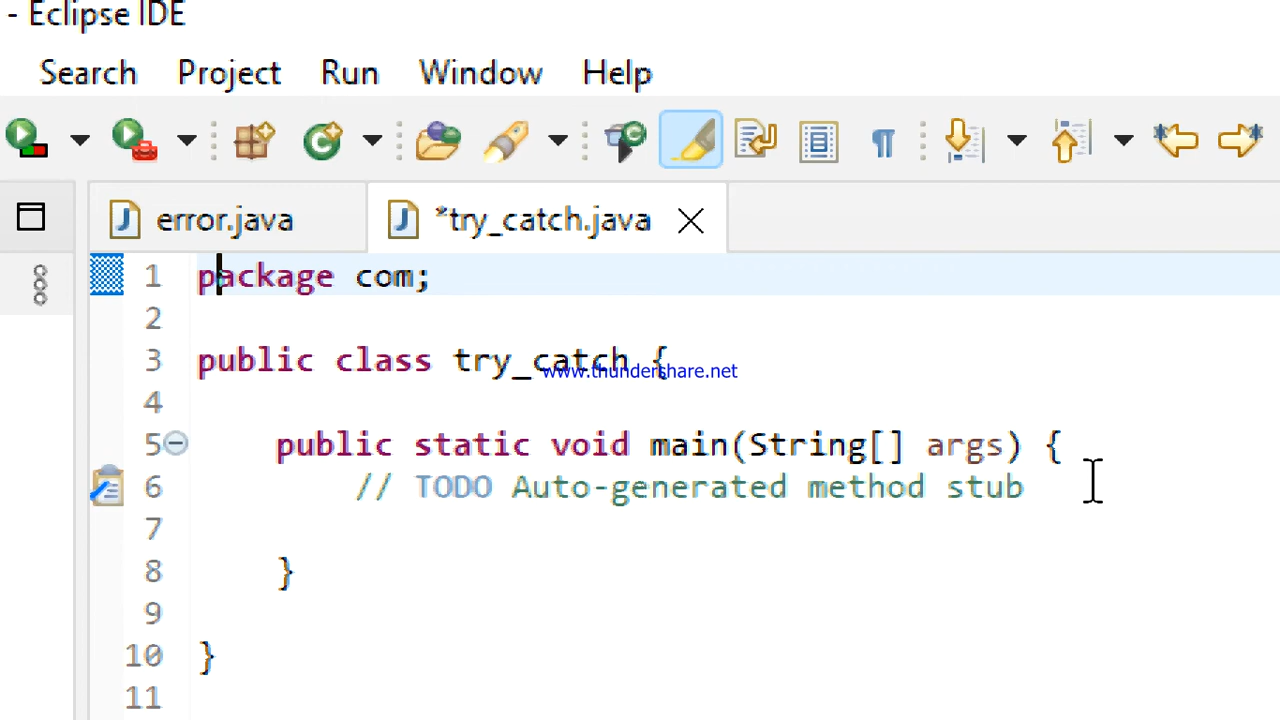 - Eclipse IDE
Search Project Run Window Help
error.java *try_catch.java
1 package com;
2
3 public class try_catch {
www.thundershare.net
4
5 public static void main(String[] args) {
6 // TODO Auto-generated method stub
7
8 }
9
10 }
11